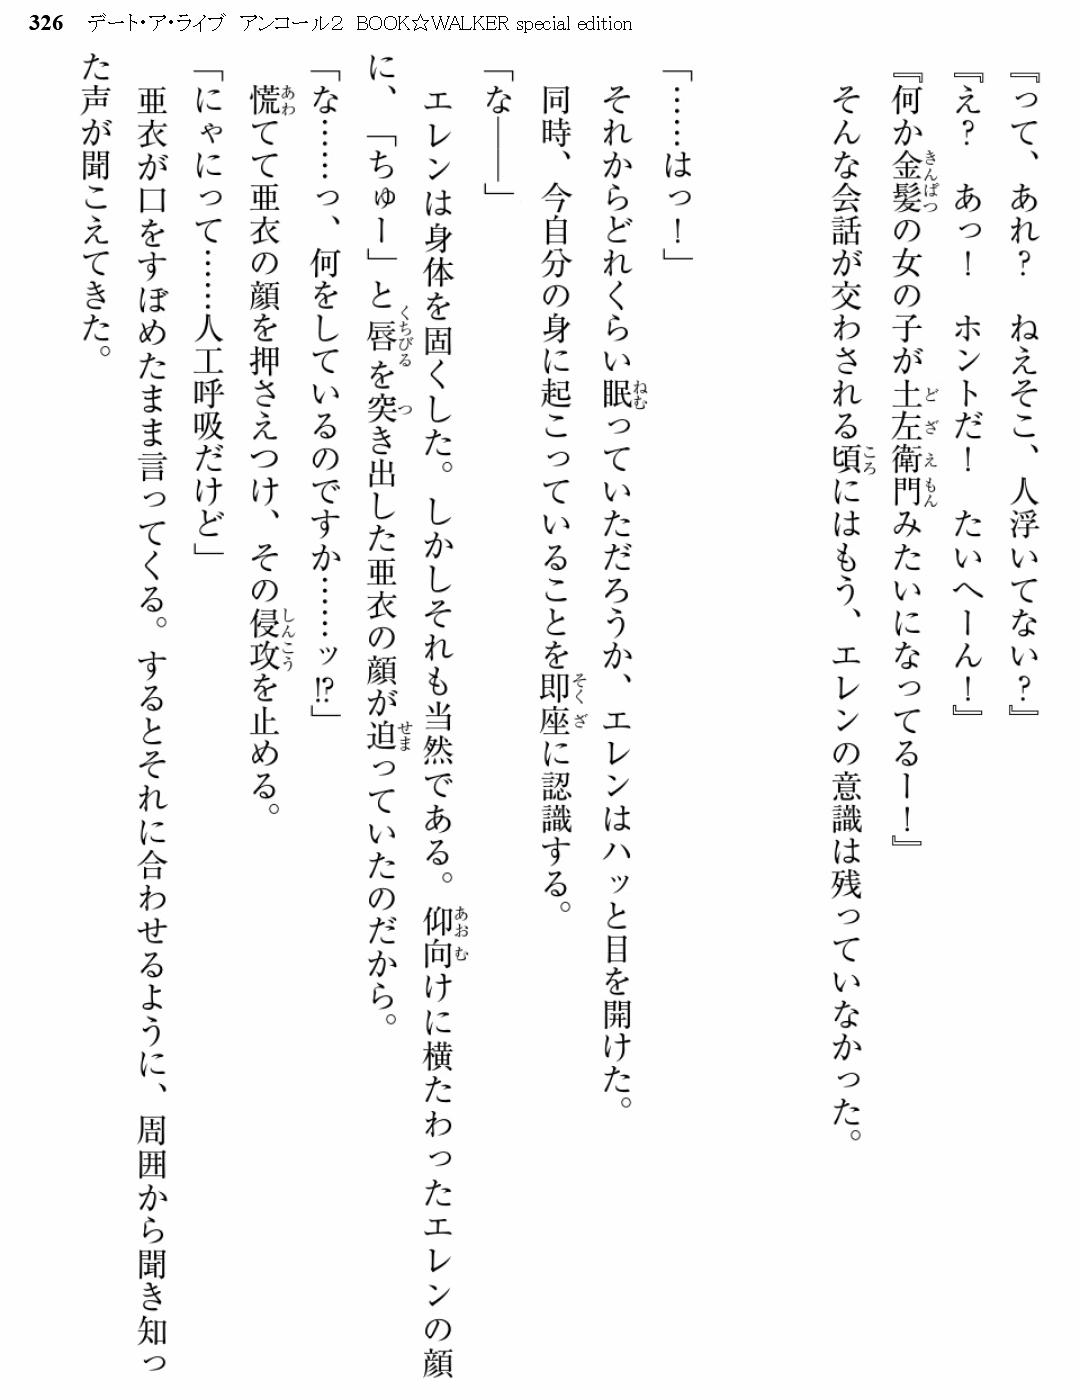 326 デート・ア・ライブ アンコール2 BOOK☆WALKER special edition
『って、あれ？　ねえそこ、人浮いてない？』
『え？　あっ！　ホントだ！　たいへーん！』
『何か金髪の女の子が土左衛門みたいになってるー！』
　そんな会話が交わされる頃にはもう、エレンの意識は残っていなかった。
「……はっ！」
　それからどれくらい眠っていただろうか、エレンはハッと目を開けた。
　同時、今自分の身に起こっていることを即座に認識する。
「な――」
　エレンは身体を固くした。しかしそれも当然である。仰向けに横たわったエレンの顔
に、「ちゅー」と唇を突き出した亜衣の顔が迫っていたのだから。
「な……っ、何をしているのですか……ッ!?」
　慌てて亜衣の顔を押さえつけ、その侵攻を止める。
「にゃにって……人工呼吸だけど」
　亜衣が口をすぼめたまま言ってくる。するとそれに合わせるように、周囲から聞き知っ
た声が聞こえてきた。